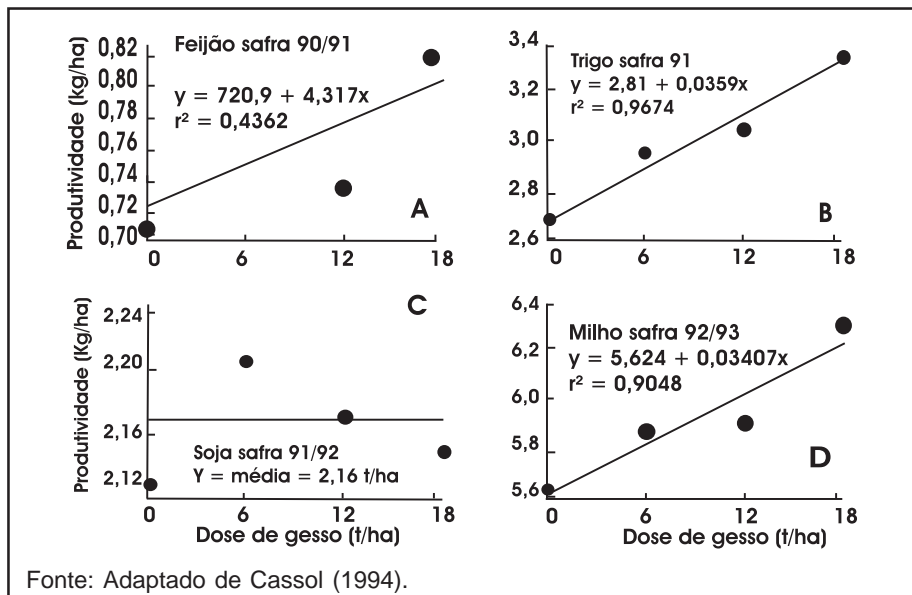 Feijão safra 90/91
y = 720,9 + 4,317x
r² = 0,4362
Produtividade (kg/ha)
0,82
0,80
0,78
0,76
0,74
0,72
0,70
0
6
12
18
A
Trigo safra 91
y = 2,81 + 0,0359x
r² = 0,9674
3,4
3,2
3,0
2,8
2,6
0
6
12
18
B
C
Produtividade (Kg/ha)
2,24
2,20
2,16
2,12
Soja safra 91/92
Y = média = 2,16 t/ha
0
6
12
18
Dose de gesso (t/ha)
Milho safra 92/93
y = 5,624 + 0,03407x
r² = 0,9048
6,4
6,2
6,0
5,8
5,6
D
0
6
12
18
Dose de gesso (t/ha)
Fonte: Adaptado de Cassol (1994).